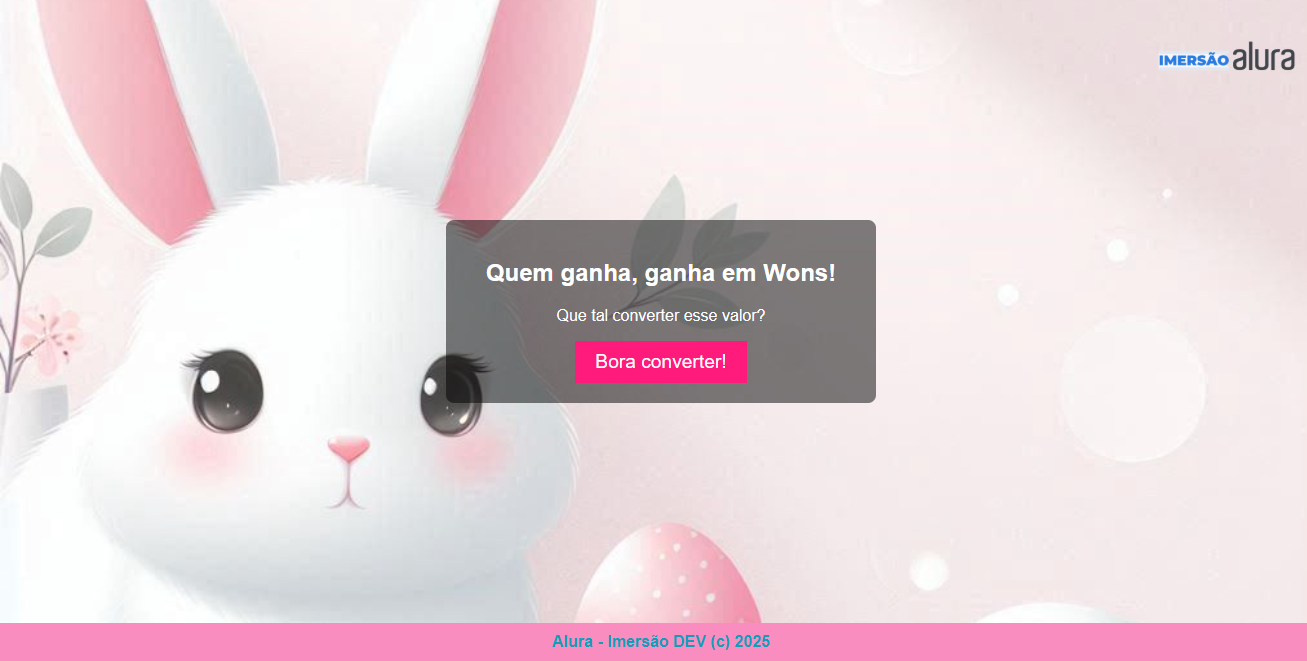 IMERSÃO alura
Quem ganha, ganha em Wons!
Que tal converter esse valor?
Bora converter!
Alura - Imersão DEV (c) 2025